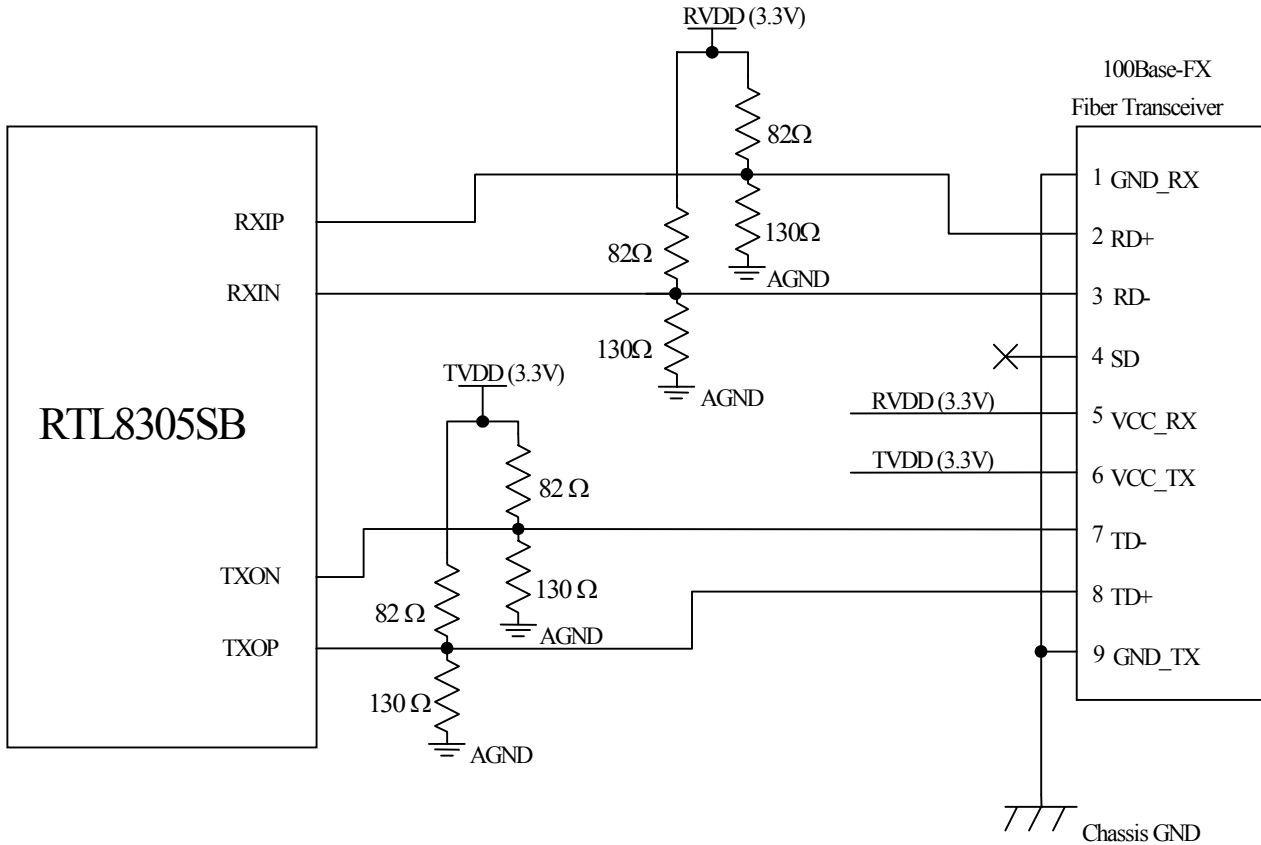 RVDD (3.3V)
100Base-FX
Fiber Transceiver
82Ω
1 GND_RX
RXIP
130Ω
2 RD+
82Ω
AGND
RXIN
3 RD-
130Ω
4 SD
TVDD (3.3V)
AGND
RVDD (3.3V)
5 VCC_RX
RTL8305SB
TVDD (3.3V)
6 VCC_TX
82 Ω
7 TD-
TXON
130 Ω
8 TD+
82 Ω
AGND
TXOP
9 GND_TX
130 Ω
AGND
Chassis GND